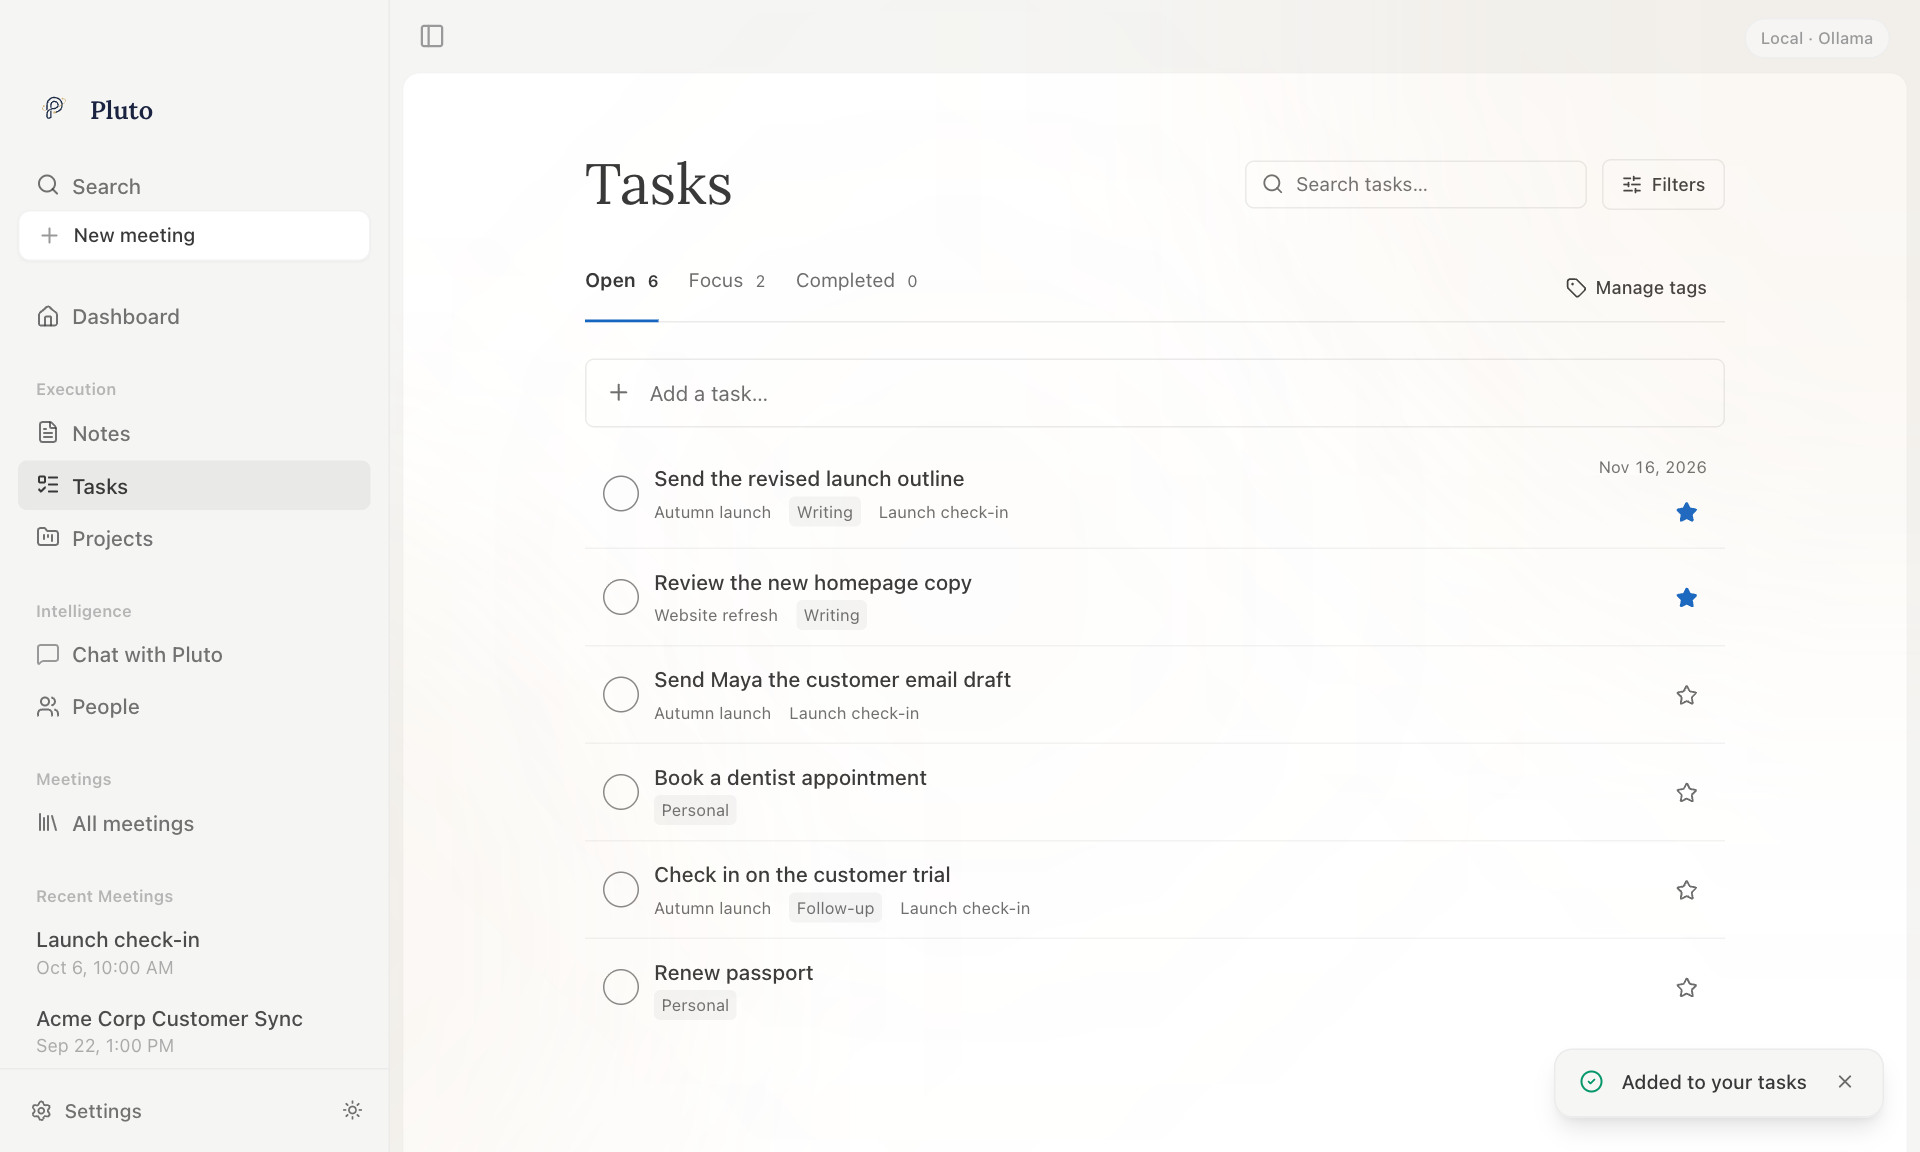 Local · Ollama
Pluto
Search
New meeting
Dashboard
Execution
Notes
Tasks
Projects
Intelligence
Chat with Pluto
People
Meetings
All meetings
Recent Meetings
Launch check-in
Oct 6, 10:00 AM
Acme Corp Customer Sync
Sep 22, 1:00 PM
Settings
Tasks
Search tasks...
Filters
Open 6 Focus 2 Completed 0
Manage tags
Add a task...
Send the revised launch outline
Nov 16, 2026
Autumn launch Writing Launch check-in
Review the new homepage copy
Website refresh Writing
Send Maya the customer email draft
Autumn launch Launch check-in
Book a dentist appointment
Personal
Check in on the customer trial
Autumn launch Follow-up Launch check-in
Renew passport
Personal
Added to your tasks